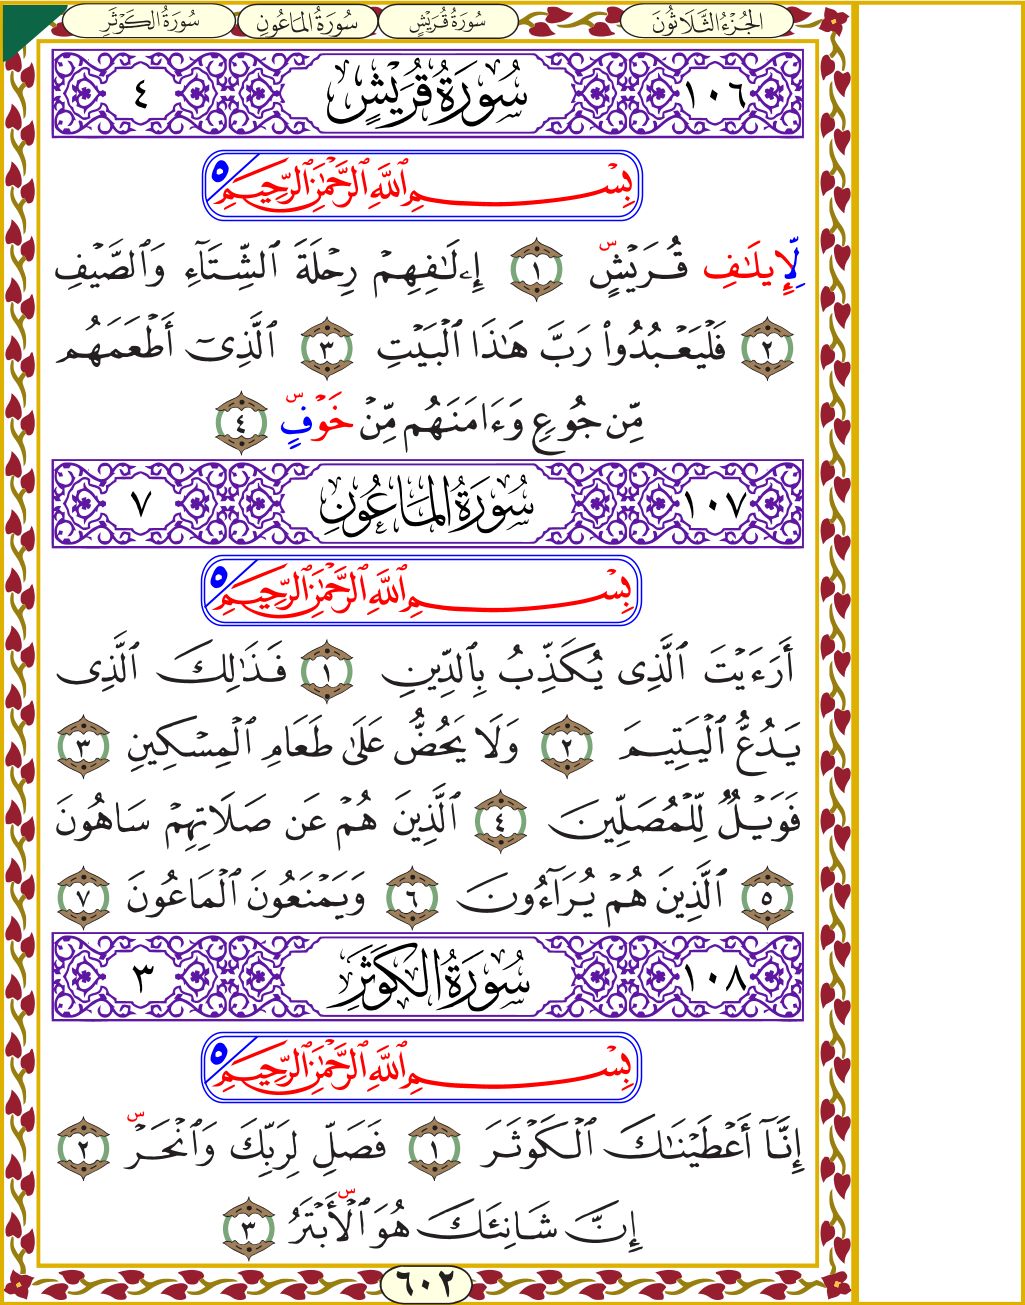 الجُزْءُ الثَّلَاثُونَ سُورَةُ قُرَيْشٍ سُورَةُ المَاعُونِ سُورَةُ الكَوْثَرِ
١٠٦ سُورَةُ قُرَيْشٍ ٤
بِسْمِ ٱللَّهِ ٱلرَّحْمَٰنِ ٱلرَّحِيمِ ٥
لِإِيلَٰفِ قُرَيْشٍ ١ إِۦلَٰفِهِمْ رِحْلَةَ ٱلشِّتَآءِ وَٱلصَّيْفِ
٢ فَلْيَعْبُدُوا۟ رَبَّ هَٰذَا ٱلْبَيْتِ ٣ ٱلَّذِىٓ أَطْعَمَهُم
مِّن جُوعٍ وَءَامَنَهُم مِّنْ خَوْفٍ ٤
١٠٧ سُورَةُ المَاعُونِ ٧
بِسْمِ ٱللَّهِ ٱلرَّحْمَٰنِ ٱلرَّحِيمِ ٥
أَرَءَيْتَ ٱلَّذِى يُكَذِّبُ بِٱلدِّينِ ١ فَذَٰلِكَ ٱلَّذِى
يَدُعُّ ٱلْيَتِيمَ ٢ وَلَا يَحُضُّ عَلَىٰ طَعَامِ ٱلْمِسْكِينِ ٣
فَوَيْلٌ لِّلْمُصَلِّينَ ٤ ٱلَّذِينَ هُمْ عَن صَلَاتِهِمْ سَاهُونَ
٥ ٱلَّذِينَ هُمْ يُرَآءُونَ ٦ وَيَمْنَعُونَ ٱلْمَاعُونَ ٧
١٠٨ سُورَةُ الكَوْثَرِ ٣
بِسْمِ ٱللَّهِ ٱلرَّحْمَٰنِ ٱلرَّحِيمِ ٥
إِنَّآ أَعْطَيْنَٰكَ ٱلْكَوْثَرَ ١ فَصَلِّ لِرَبِّكَ وَٱنْحَرْ ٢
إِنَّ شَانِئَكَ هُوَ ٱلْأَبْتَرُ ٣
٦٠٢